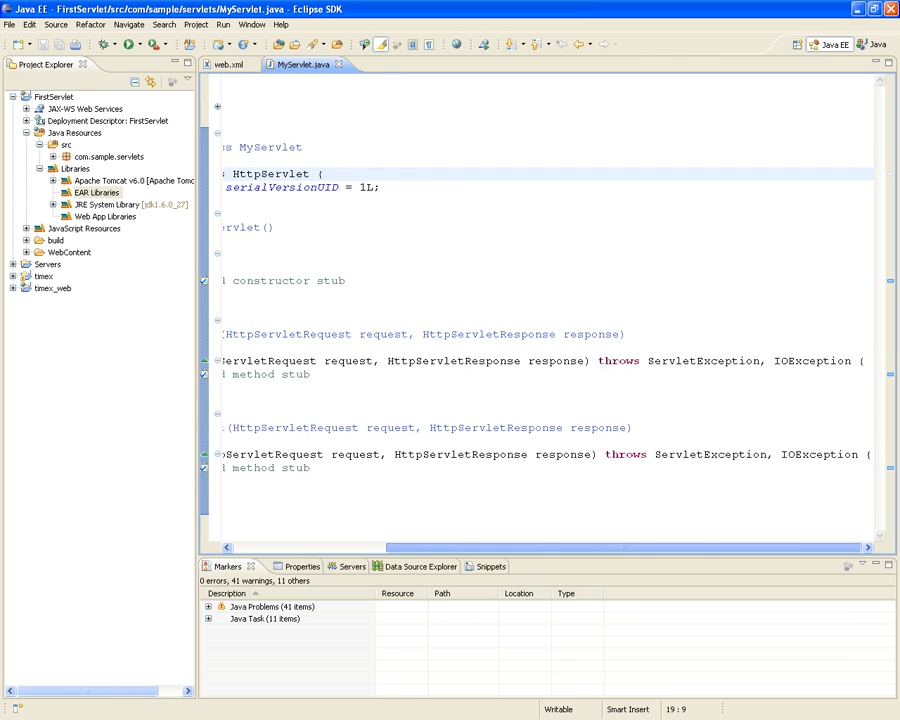 Java EE - FirstServlet/src/com/sample/servlets/MyServlet.java - Eclipse SDK
File Edit Source Refactor Navigate Search Project Run Window Help
Java EE Java
Project Explorer
FirstServlet
JAX-WS Web Services
Deployment Descriptor: FirstServlet
Java Resources
src
com.sample.servlets
Libraries
Apache Tomcat v6.0 [Apache Tomc
EAR Libraries
JRE System Library [jdk1.6.0_27]
Web App Libraries
JavaScript Resources
build
WebContent
Servers
timex
timex_web
web.xml MyServlet.java
ss MyServlet
s HttpServlet {
serialVersionUID = 1L;
ervlet()
d constructor stub
(HttpServletRequest request, HttpServletResponse response)
ServletRequest request, HttpServletResponse response) throws ServletException, IOException {
d method stub
t(HttpServletRequest request, HttpServletResponse response)
pServletRequest request, HttpServletResponse response) throws ServletException, IOException {
d method stub
Markers Properties Servers Data Source Explorer Snippets
0 errors, 41 warnings, 11 others
Description Resource Path Location Type
Java Problems (41 items)
Java Task (11 items)
Writable Smart Insert 19 : 9